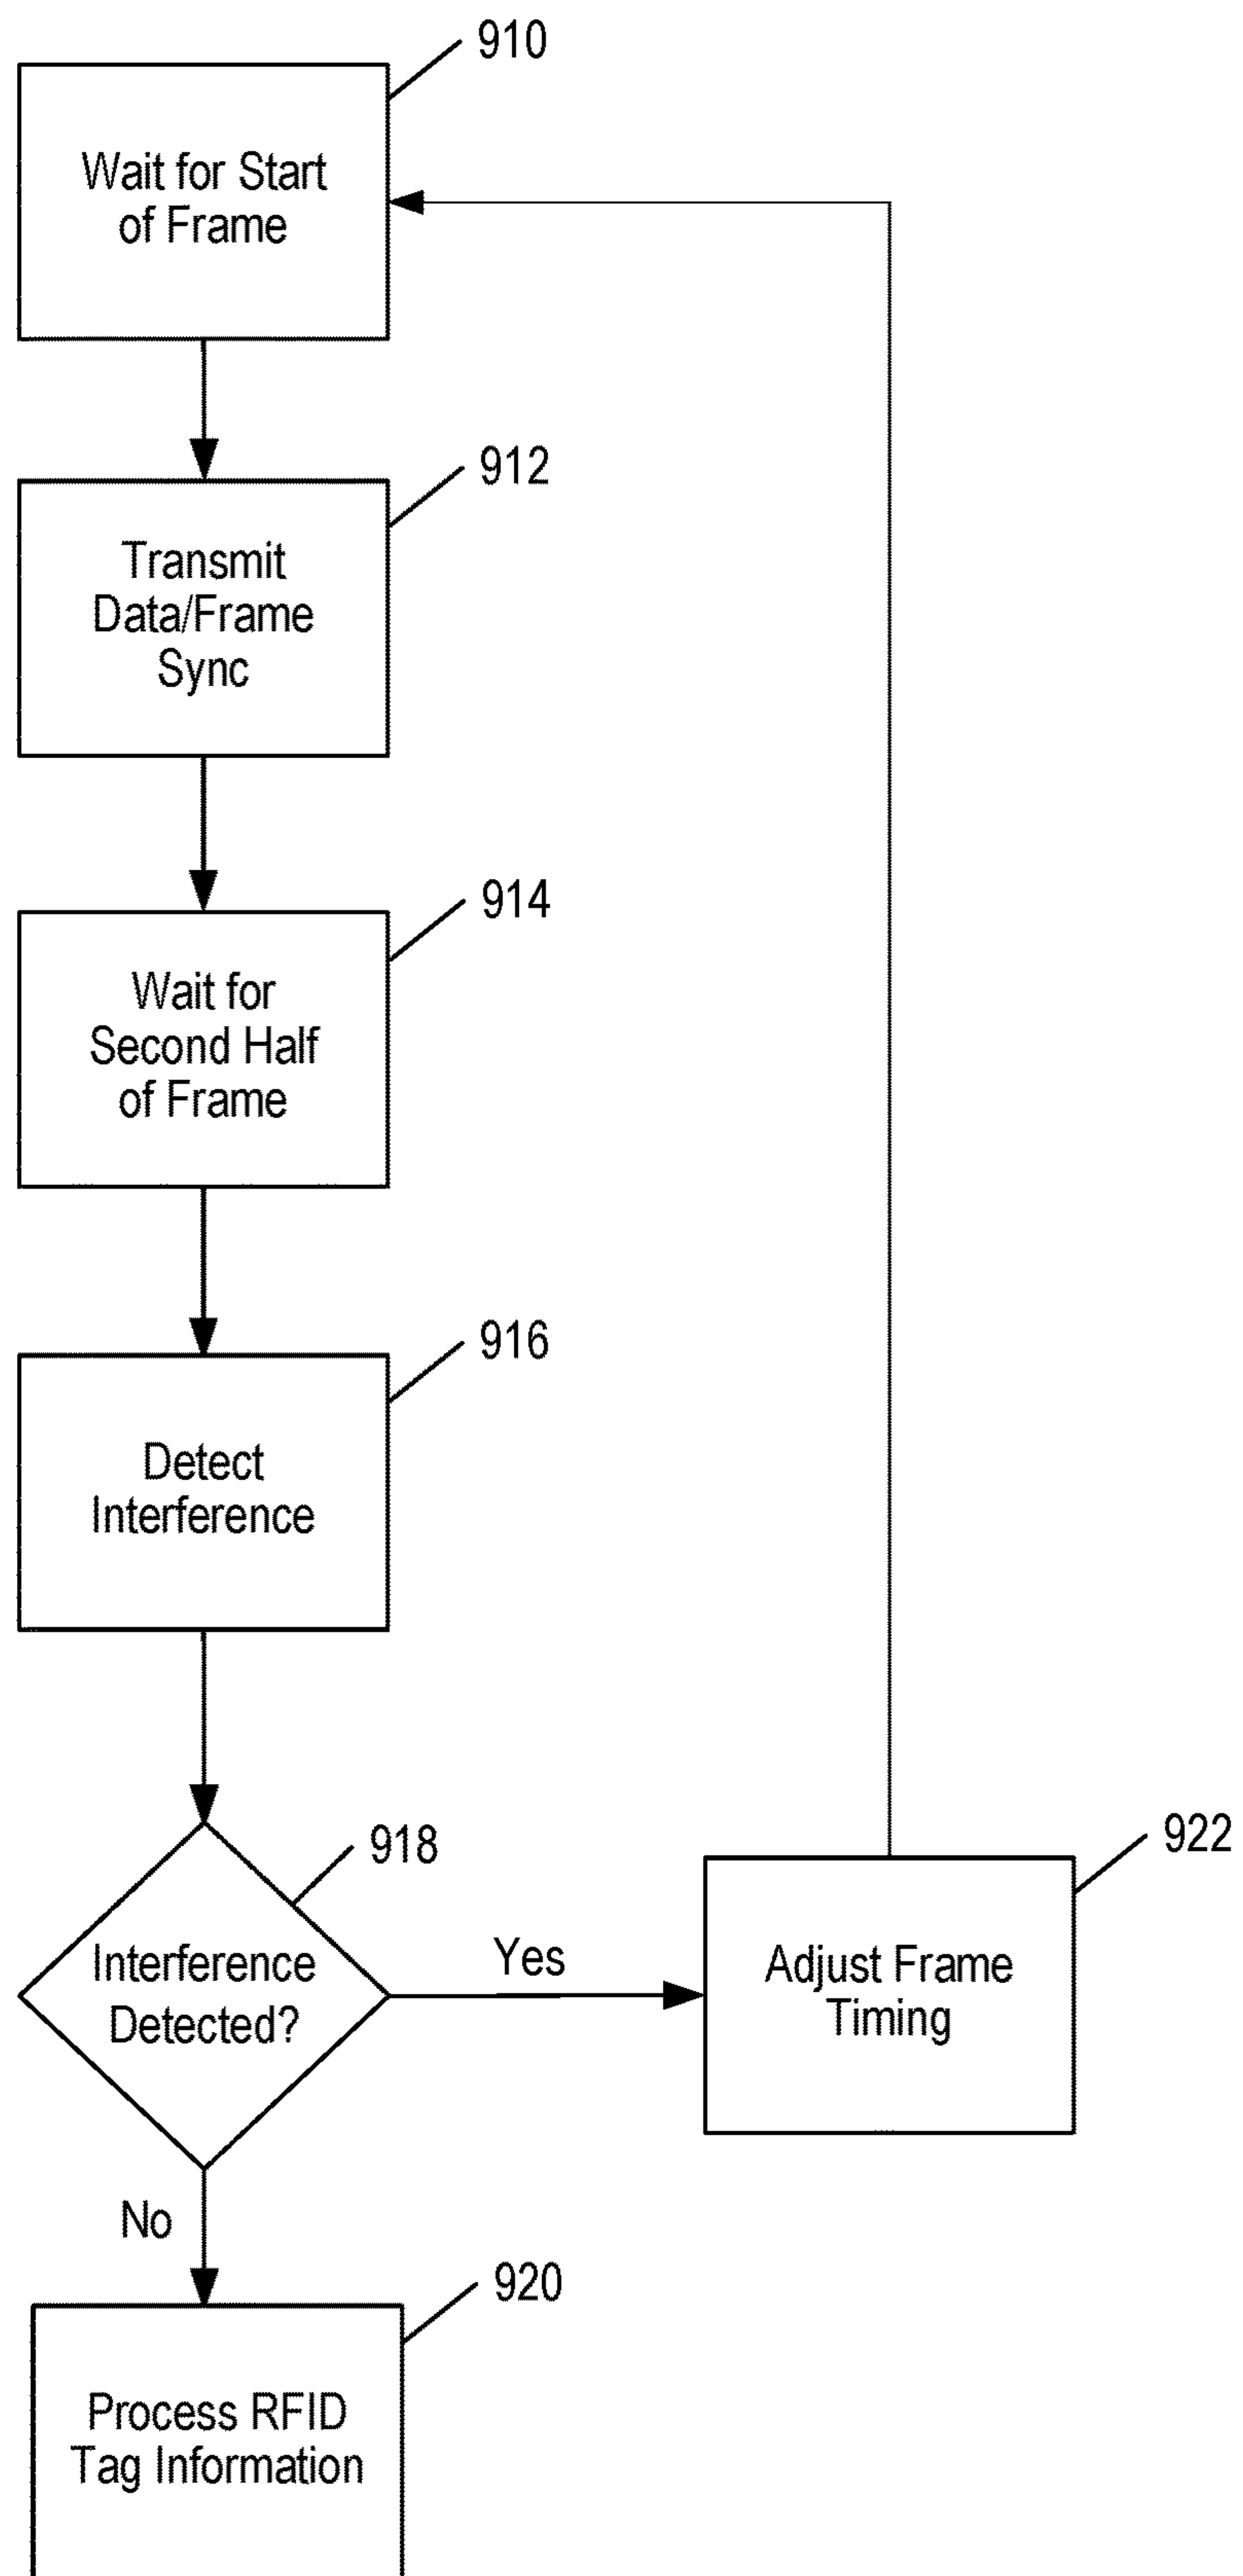 910
Wait for Start
of Frame
912
Transmit
Data/Frame
Sync
914
Wait for
Second Half
of Frame
916
Detect
Interference
918
Interference
Detected?
Yes
922
Adjust Frame
Timing
No
920
Process RFID
Tag Information